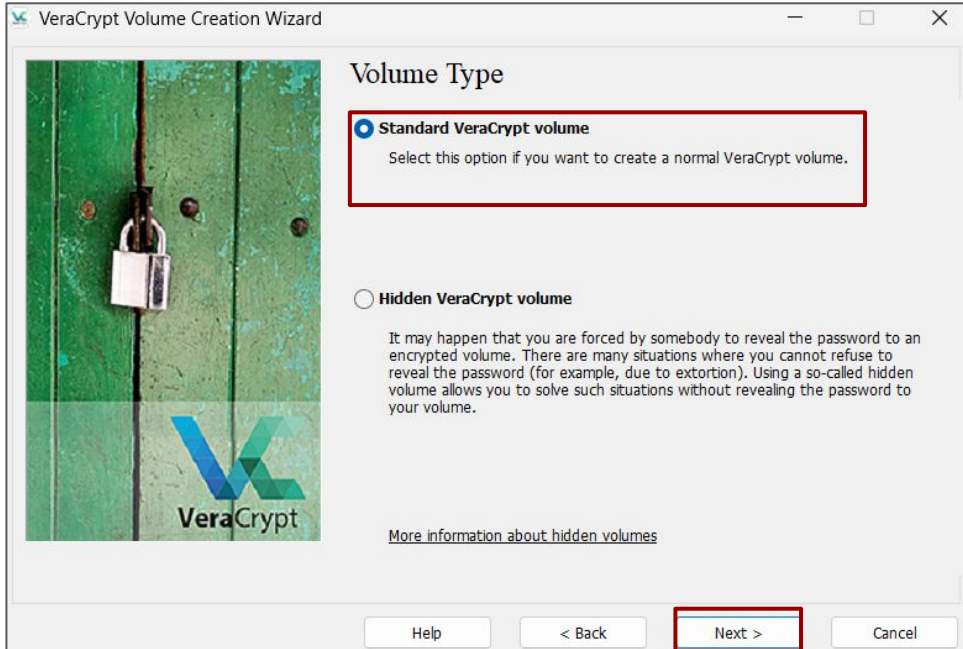 VeraCrypt Volume Creation Wizard
Volume Type
Standard VeraCrypt volume
Select this option if you want to create a normal VeraCrypt volume.
Hidden VeraCrypt volume
It may happen that you are forced by somebody to reveal the password to an
encrypted volume. There are many situations where you cannot refuse to
reveal the password (for example, due to extortion). Using a so-called hidden
volume allows you to solve such situations without revealing the password to
your volume.
VeraCrypt
More information about hidden volumes
Help
< Back
Next >
Cancel